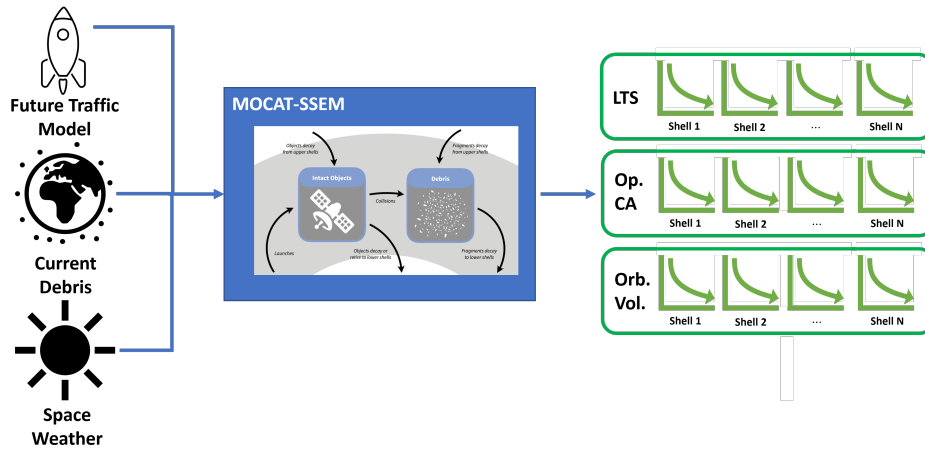 Future Traffic
Model
Current
Debris
Space
Weather
MOCAT-SSEM
Objects decay
from upper shells
Fragments decay
from upper shells
Intact Objects
Debris
Collisions
Launches
Objects decay or
retire to lower shells
Fragments decay
to lower shells
LTS
Shell 1
Shell 2
...
Shell N
Op.
CA
Shell 1
Shell 2
...
Shell N
Orb.
Vol.
Shell 1
Shell 2
...
Shell N